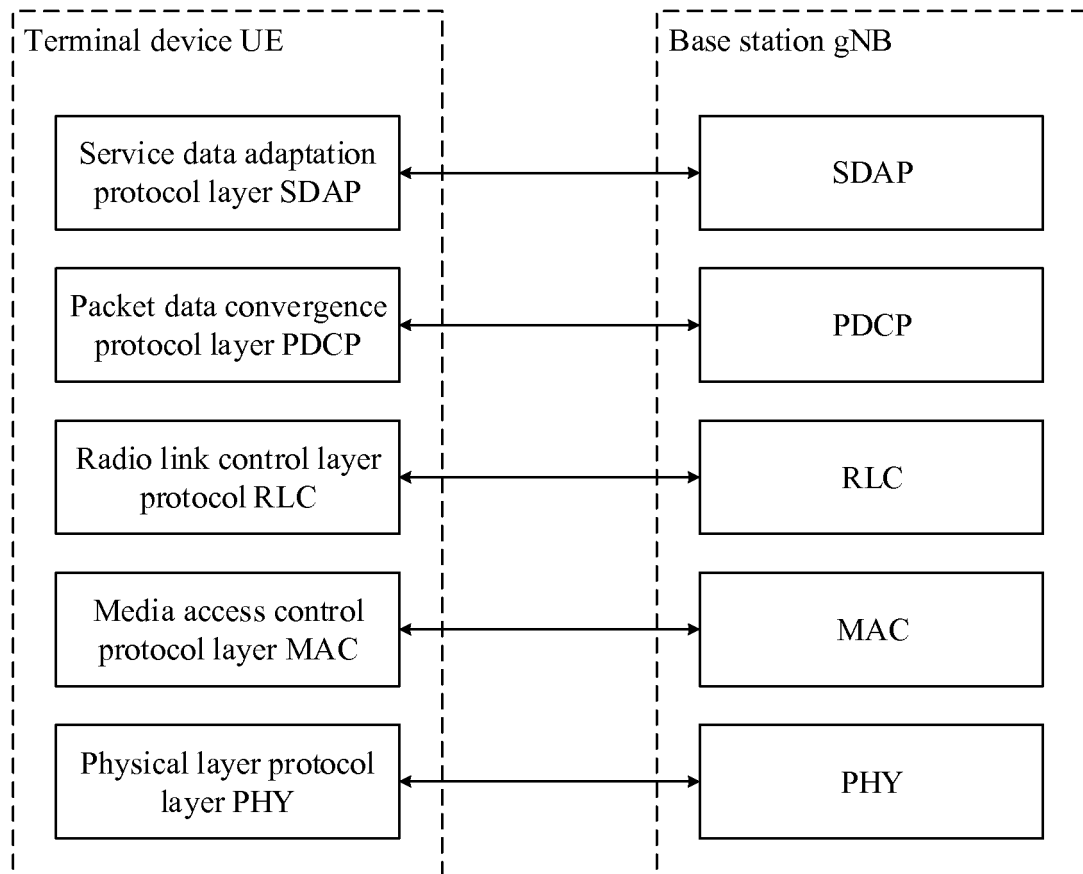 Terminal device UE
Base station gNB
Service data adaptation
protocol layer SDAP
SDAP
Packet data convergence
protocol layer PDCP
PDCP
Radio link control layer
protocol RLC
RLC
Media access control
protocol layer MAC
MAC
Physical layer protocol
layer PHY
PHY